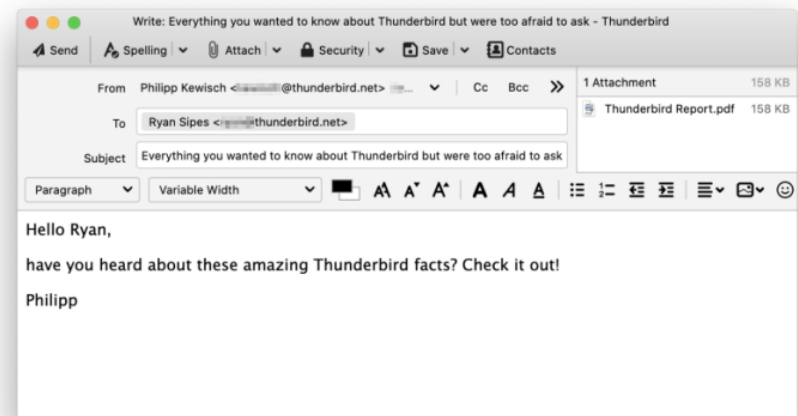 Write: Everything you wanted to know about Thunderbird but were too afraid to ask - Thunderbird
Send Spelling Attach Security Save Contacts
From Philipp Kewisch < @thunderbird.net> ... Cc Bcc
1 Attachment 158 KB
To Ryan Sipes < thunderbird.net>
Thunderbird Report.pdf 158 KB
Subject Everything you wanted to know about Thunderbird but were too afraid to ask
Paragraph Variable Width
Hello Ryan,
have you heard about these amazing Thunderbird facts? Check it out!
Philipp